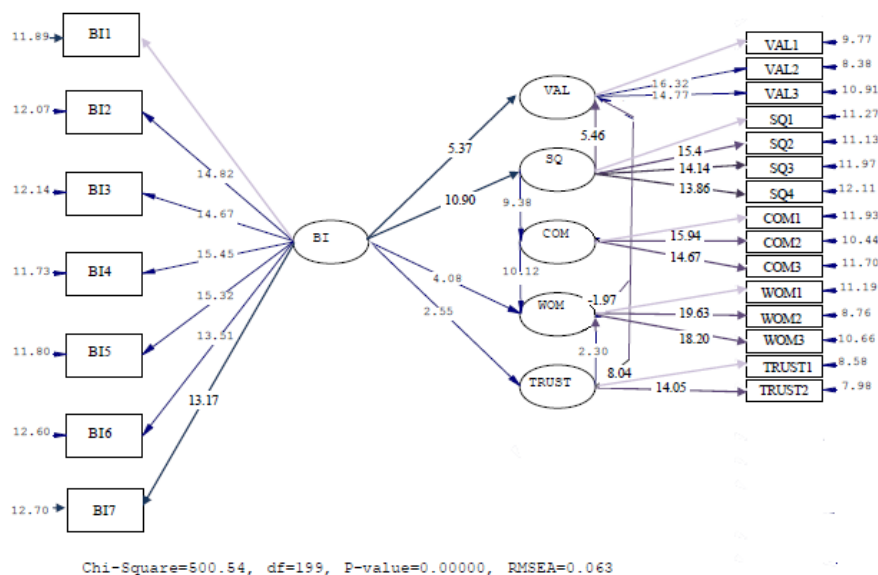 11.89 BI1
12.07 BI2
12.14 BI3
11.73 BI4
11.80 BI5
12.60 BI6
12.70 BI7
14.82
14.67
15.45
15.32
13.51
13.17
BI
5.37
10.90
4.08
2.55
VAL
5.46
SQ
9.38
COM
10.12
WOM
-1.97
2.30
8.04
TRUST
16.32
14.77
15.4
14.14
13.86
15.94
14.67
19.63
18.20
14.05
VAL1 9.77
VAL2 8.38
VAL3 10.91
SQ1 11.27
SQ2 11.13
SQ3 11.97
SQ4 12.11
COM1 11.93
COM2 10.44
COM3 11.70
WOM1 11.19
WOM2 8.76
WOM3 10.66
TRUST1 8.58
TRUST2 7.98
Chi-Square=500.54, df=199, P-value=0.00000, RMSEA=0.063